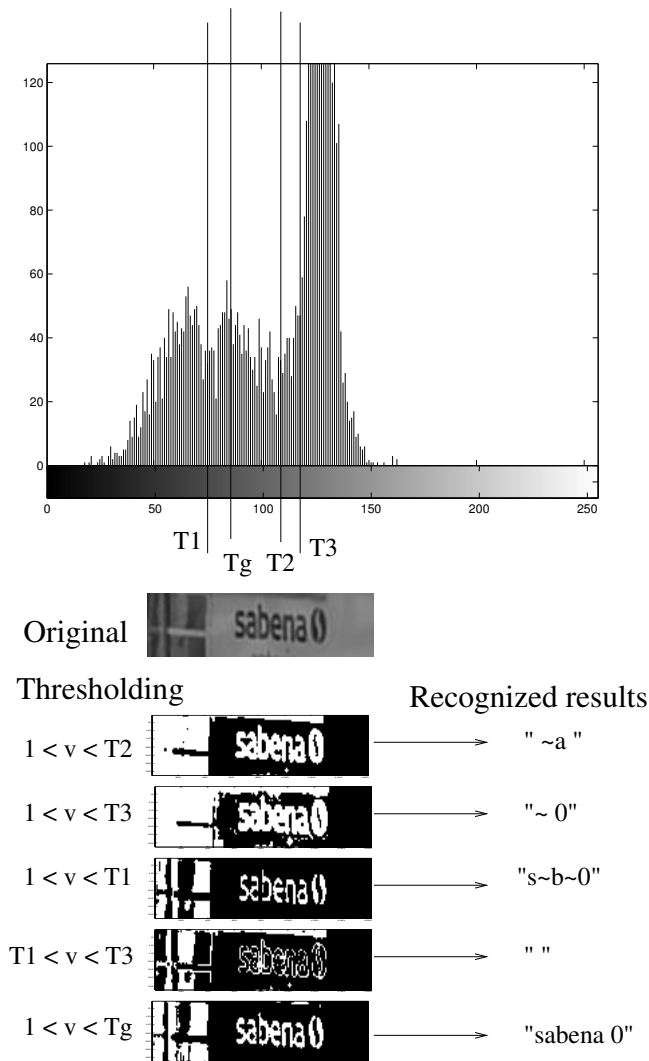 120
100
80
60
40
20
0
0 50 100 150 200 250
T1 Tg T2 T3
Original sabena
Thresholding Recognized results
1 < v < T2 sabena " ~a "
1 < v < T3 sabena "~ 0"
1 < v < T1 sabena "s~b~0"
T1 < v < T3 sabena " "
1 < v < Tg sabena "sabena 0"